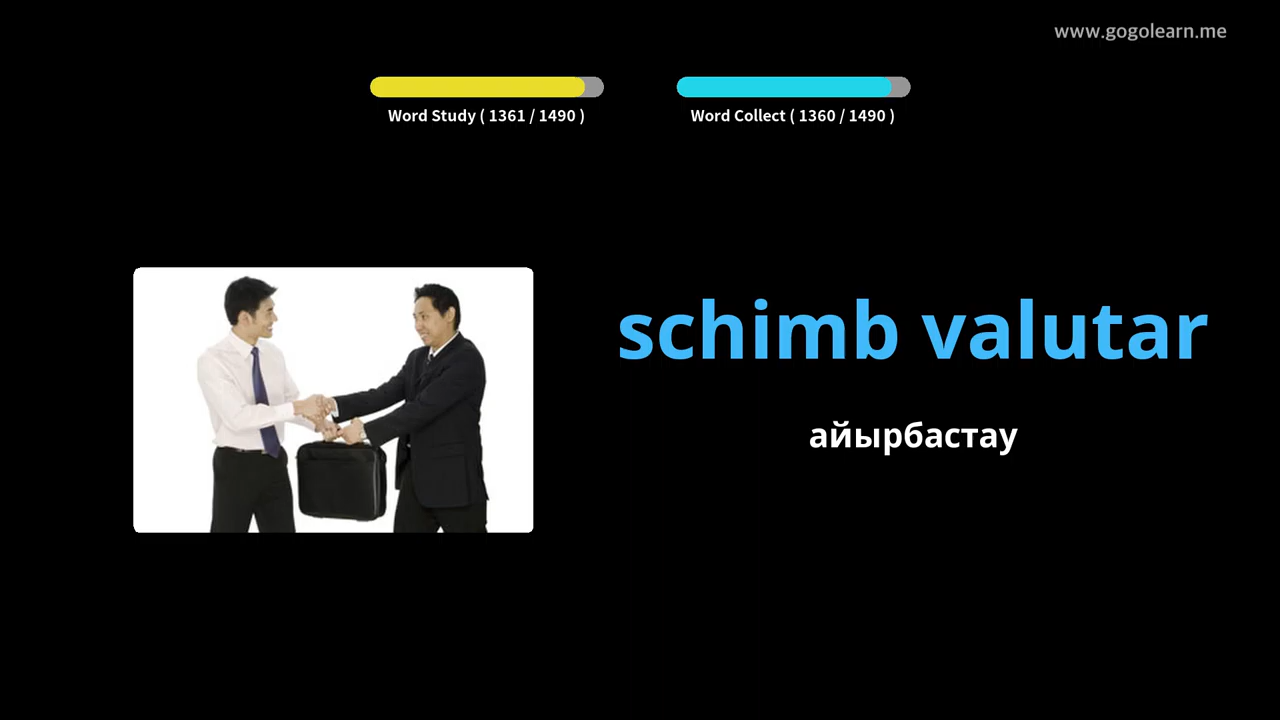 www.gogolearn.me
Word Study ( 1361 / 1490 )
Word Collect ( 1360 / 1490 )
schimb valutar
айырбастау